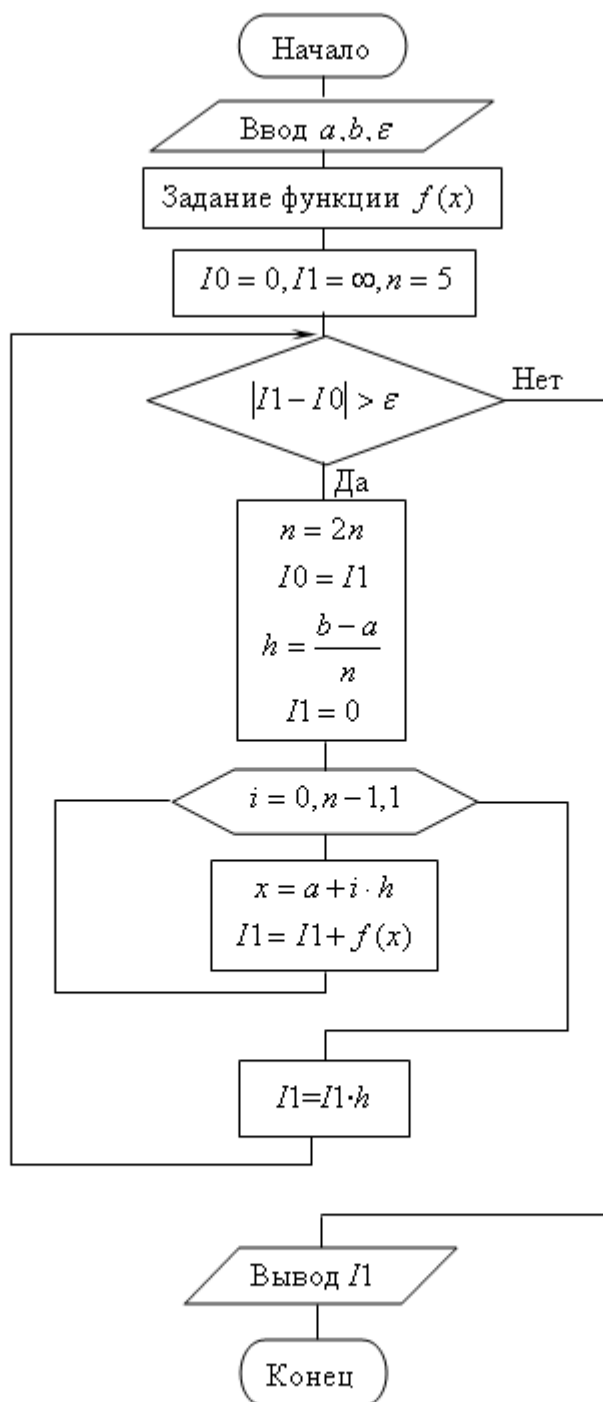 Начало
Ввод a,b,ε
Задание функции f(x)
I0 = 0, I1 = ∞, n = 5
|I1 − I0| > ε
Нет
Да
n = 2n
I0 = I1
h = (b − a)/n
I1 = 0
i = 0, n − 1, 1
x = a + i · h
I1 = I1 + f(x)
I1=I1·h
Вывод I1
Конец